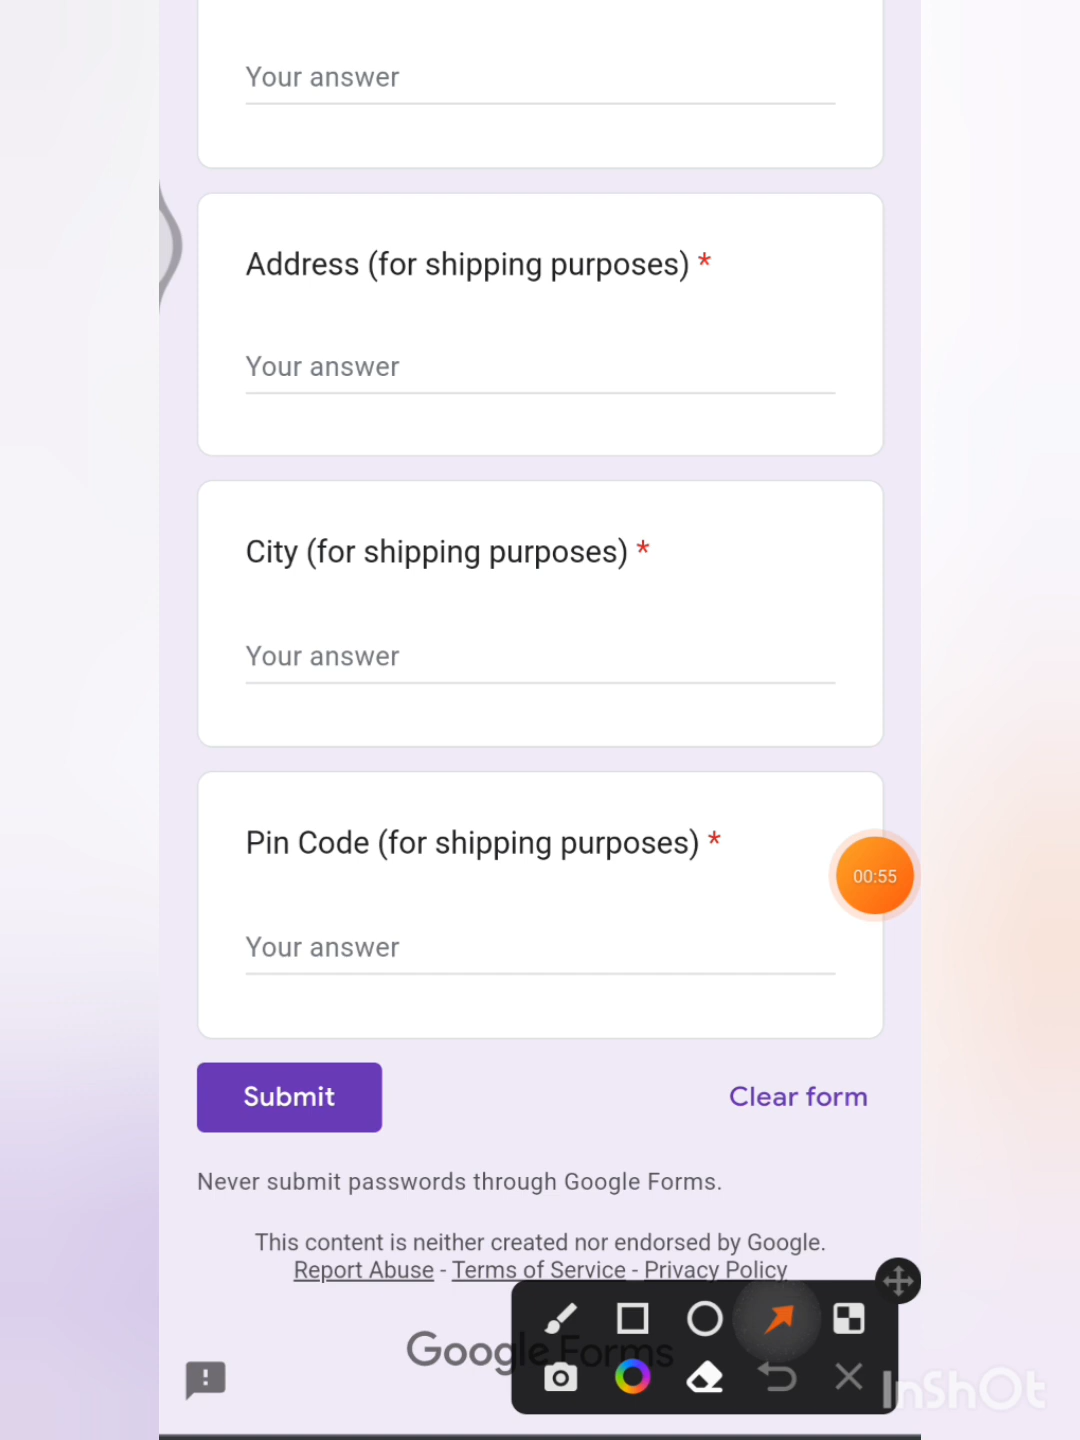 Your answer
Address (for shipping purposes) *
Your answer
City (for shipping purposes) *
Your answer
Pin Code (for shipping purposes) *
00:55
Your answer
Submit
Clear form
Never submit passwords through Google Forms.
This content is neither created nor endorsed by Google.
Report Abuse - Terms of Service - Privacy Policy
Google Forms
InShOt